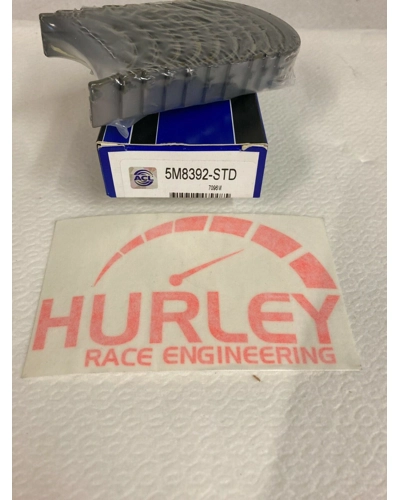 ACL
5M8392-STD
HURLEY
RACE ENGINEERING